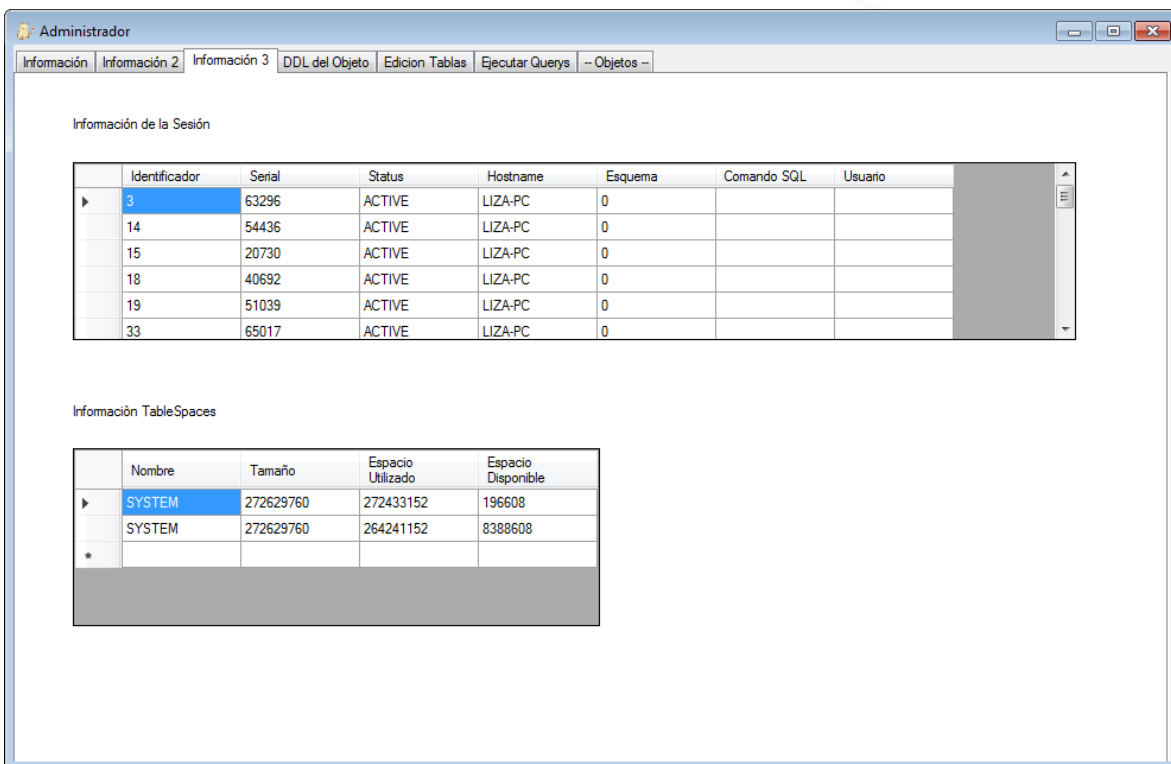 Administrador
Información Información 2 Información 3 DDL del Objeto Edicion Tablas Ejecutar Querys -- Objetos --
Información de la Sesión
Identificador Serial Status Hostname Esquema Comando SQL Usuario
3 63296 ACTIVE LIZA-PC 0
14 54436 ACTIVE LIZA-PC 0
15 20730 ACTIVE LIZA-PC 0
18 40692 ACTIVE LIZA-PC 0
19 51039 ACTIVE LIZA-PC 0
33 65017 ACTIVE LIZA-PC 0
Informaciòn TableSpaces
Nombre Tamaño Espacio Utilizado Espacio Disponible
SYSTEM 272629760 272433152 196608
SYSTEM 272629760 264241152 8388608